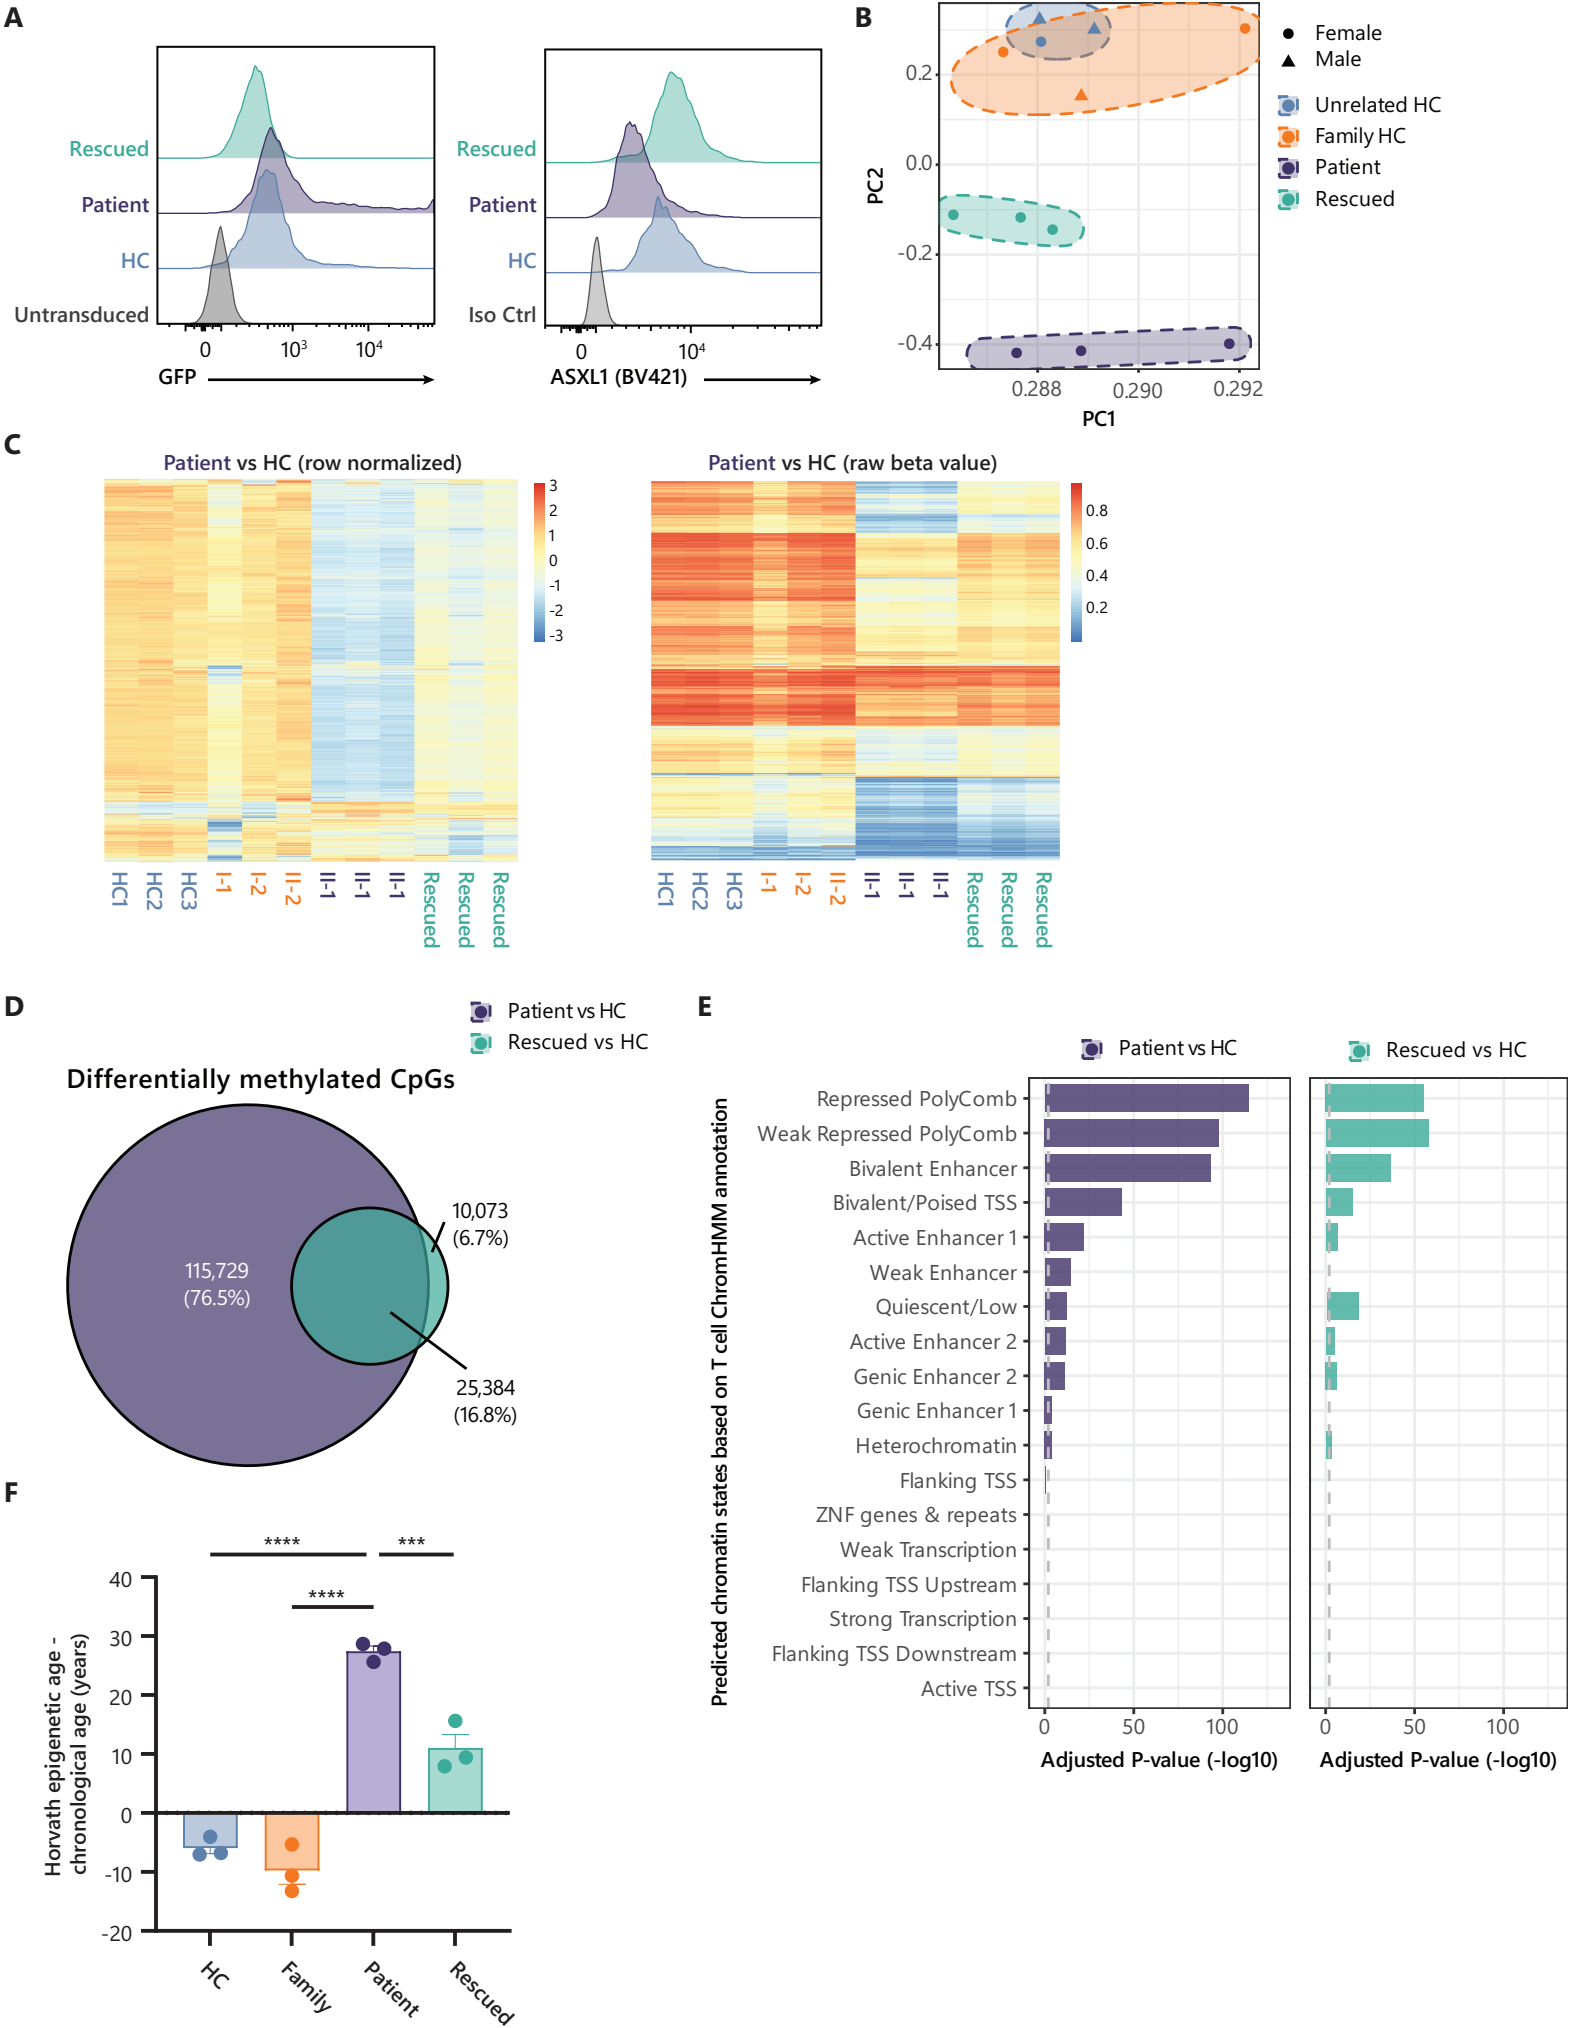 A
Rescued
Patient
HC
Untransduced
0
10³
10⁴
GFP
Rescued
Patient
HC
Iso Ctrl
0
10⁴
ASXL1 (BV421)
B
PC2
0.2
0.0
-0.2
-0.4
0.288
0.290
0.292
PC1
Female
Male
Unrelated HC
Family HC
Patient
Rescued
C
Patient vs HC (row normalized)
3
2
1
0
-1
-2
-3
HC1
HC2
HC3
I-1
I-2
II-2
II-1
II-1
II-1
Rescued
Rescued
Rescued
Patient vs HC (raw beta value)
0.8
0.6
0.4
0.2
HC1
HC2
HC3
I-1
I-2
II-2
II-1
II-1
II-1
Rescued
Rescued
Rescued
D
Patient vs HC
Rescued vs HC
Differentially methylated CpGs
115,729
(76.5%)
10,073
(6.7%)
25,384
(16.8%)
E
Patient vs HC
Rescued vs HC
Predicted chromatin states based on T cell ChromHMM annotation
Repressed PolyComb
Weak Repressed PolyComb
Bivalent Enhancer
Bivalent/Poised TSS
Active Enhancer 1
Weak Enhancer
Quiescent/Low
Active Enhancer 2
Genic Enhancer 2
Genic Enhancer 1
Heterochromatin
Flanking TSS
ZNF genes & repeats
Weak Transcription
Flanking TSS Upstream
Strong Transcription
Flanking TSS Downstream
Active TSS
0
50
100
Adjusted P-value (-log10)
0
50
100
Adjusted P-value (-log10)
F
****
***
****
Horvath epigenetic age -
chronological age (years)
40
30
20
10
0
-10
-20
HC
Family
Patient
Rescued